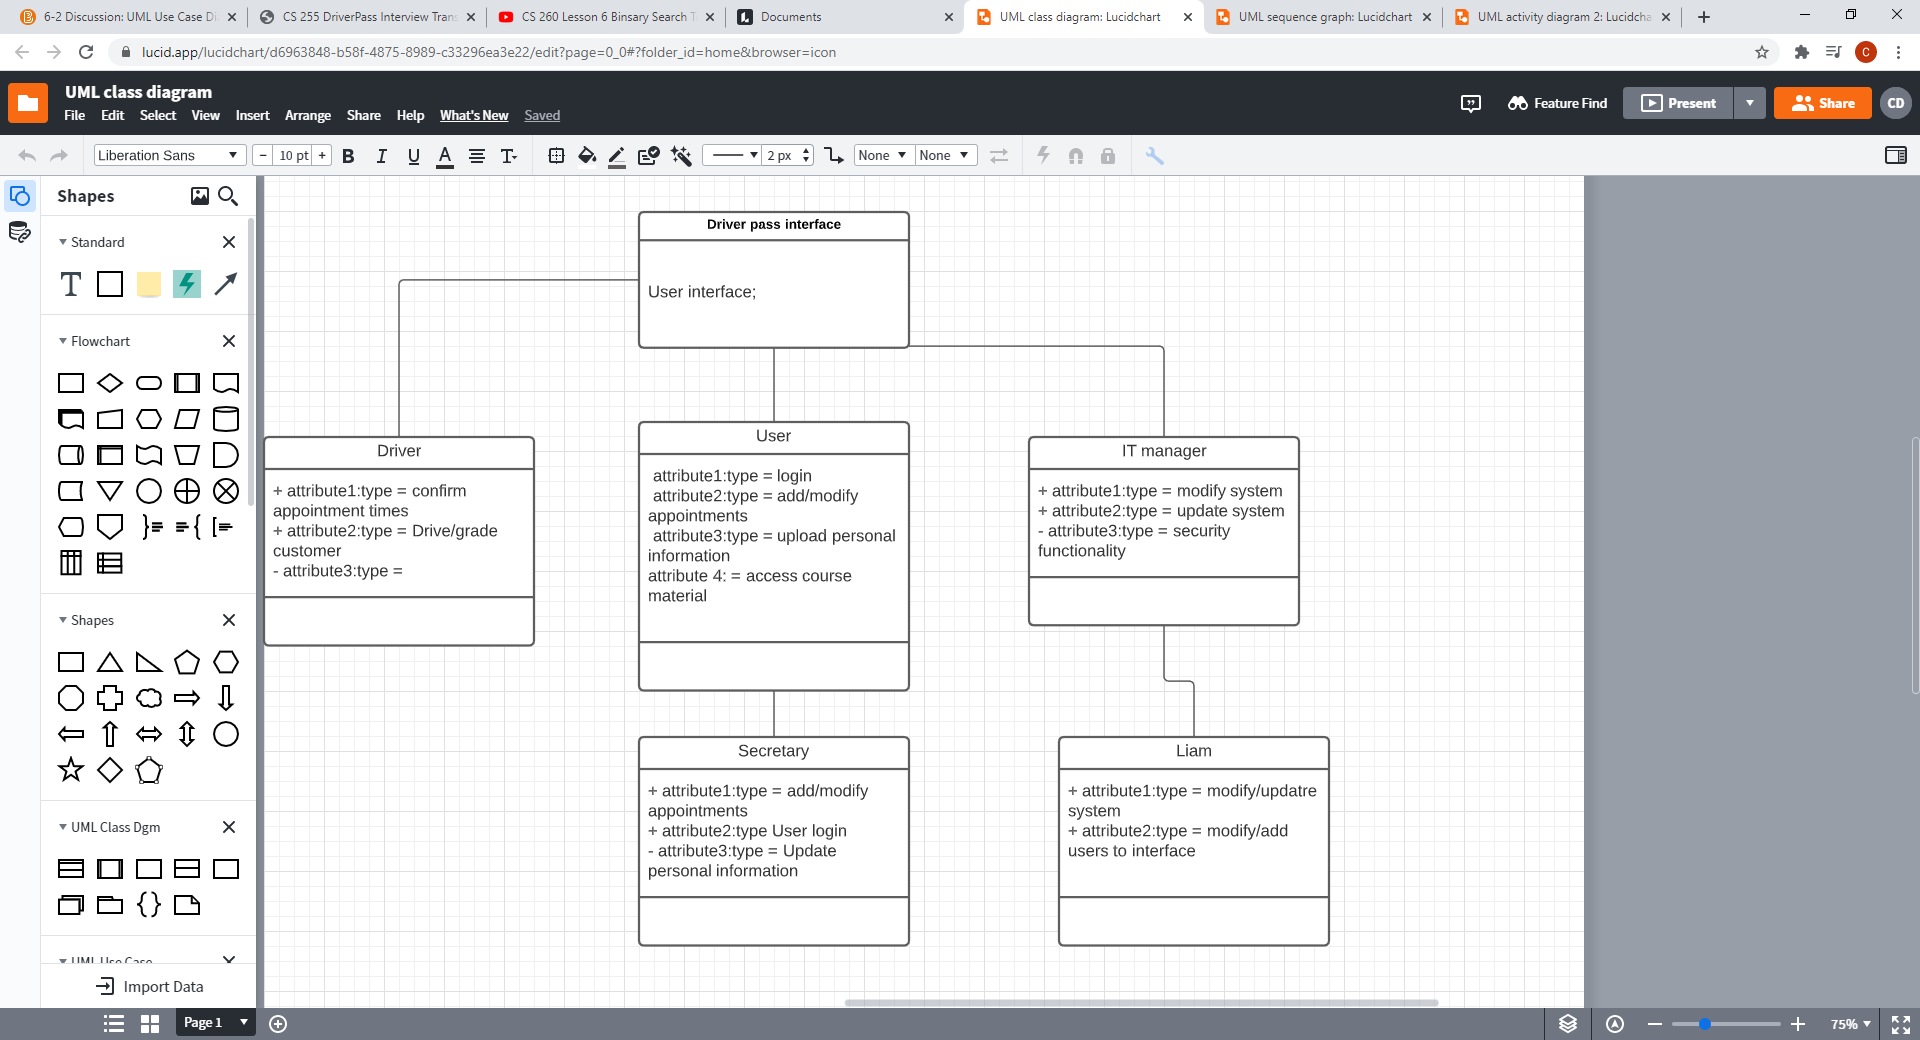 6-2 Discussion: UML Use Case Di
CS 255 DriverPass Interview Trans
CS 260 Lesson 6 Binsary Search T
Documents
UML class diagram: Lucidchart
UML sequence graph: Lucidchart
UML activity diagram 2: Lucidcha
lucid.app/lucidchart/d6963848-b58f-4875-8989-c33296ea3e22/edit?page=0_0#?folder_id=home&browser=icon
C
UML class diagram
File Edit Select View Insert Arrange Share Help What's New Saved
Feature Find
Present
Share
CD
Liberation Sans
10 pt
B I U A T
2 px
None
None
Shapes
Standard
T
Flowchart
Shapes
UML Class Dgm
UML Use Case
Import Data
Driver pass interface
User interface;
Driver
+ attribute1:type = confirm
appointment times
+ attribute2:type = Drive/grade
customer
- attribute3:type =
User
attribute1:type = login
attribute2:type = add/modify
appointments
attribute3:type = upload personal
information
attribute 4: = access course
material
IT manager
+ attribute1:type = modify system
+ attribute2:type = update system
- attribute3:type = security
functionality
Secretary
+ attribute1:type = add/modify
appointments
+ attribute2:type User login
- attribute3:type = Update
personal information
Liam
+ attribute1:type = modify/updatre
system
+ attribute2:type = modify/add
users to interface
Page 1
75%